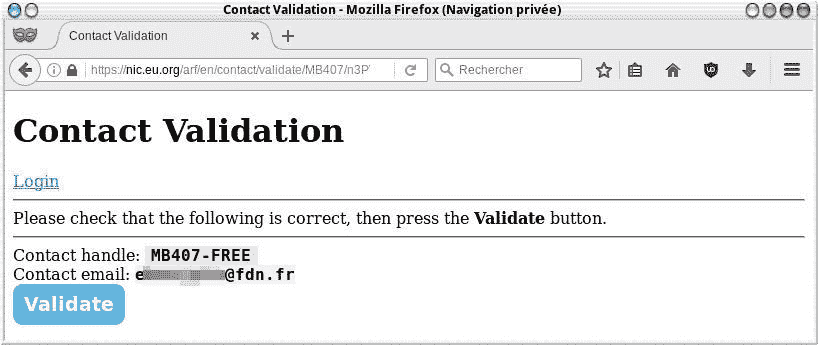 Contact Validation - Mozilla Firefox (Navigation privée)
Contact Validation
https://nic.eu.org/arf/en/contact/validate/MB407/n3P
Rechercher
Contact Validation
Login
Please check that the following is correct, then press the Validate button.
Contact handle: MB407-FREE
Contact email: e @fdn.fr
Validate